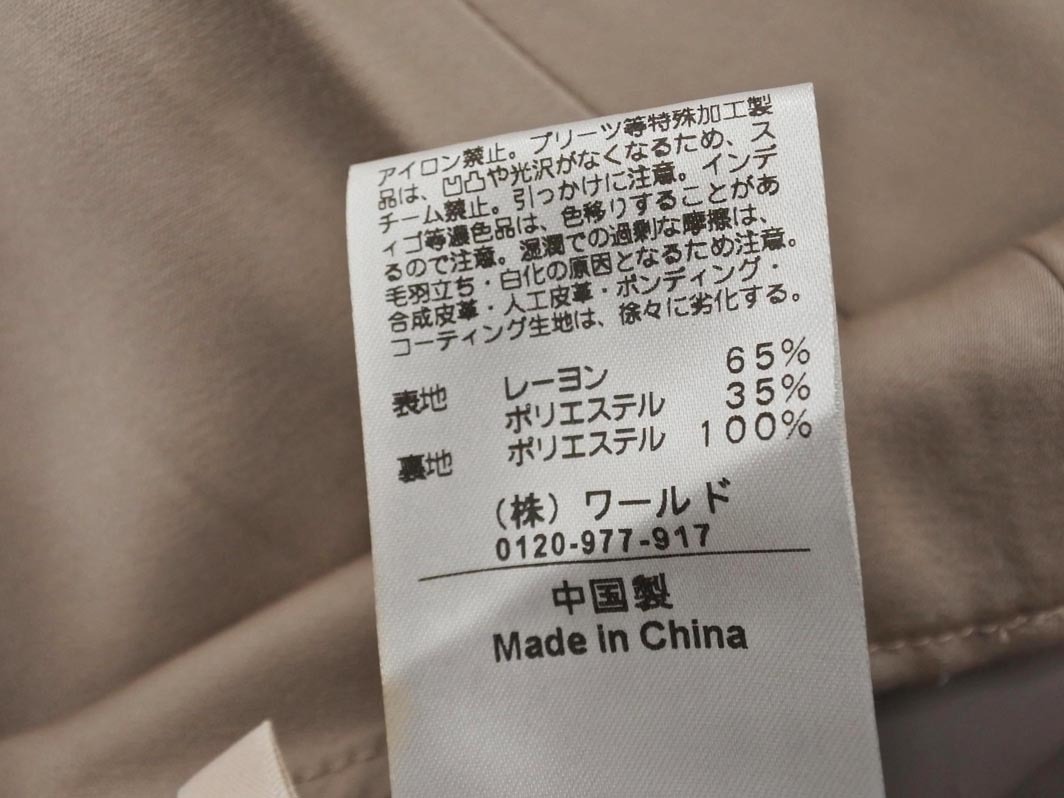 アイロン禁止。プリーツ等特殊加工製
品は、凹凸や光沢がなくなるため、ス
チーム禁止。引っかけに注意。インデ
ィゴ等濃色品は、色移りすることがあ
るので注意。湿潤での過剰な摩擦は、
毛羽立ち・白化の原因となるため注意。
合成皮革・人工皮革・ボンディング・
コーティング生地は、徐々に劣化する。
表地 レーヨン 65%
ポリエステル 35%
裏地 ポリエステル 100%
(株)ワールド
0120-977-917
中国製
Made in China